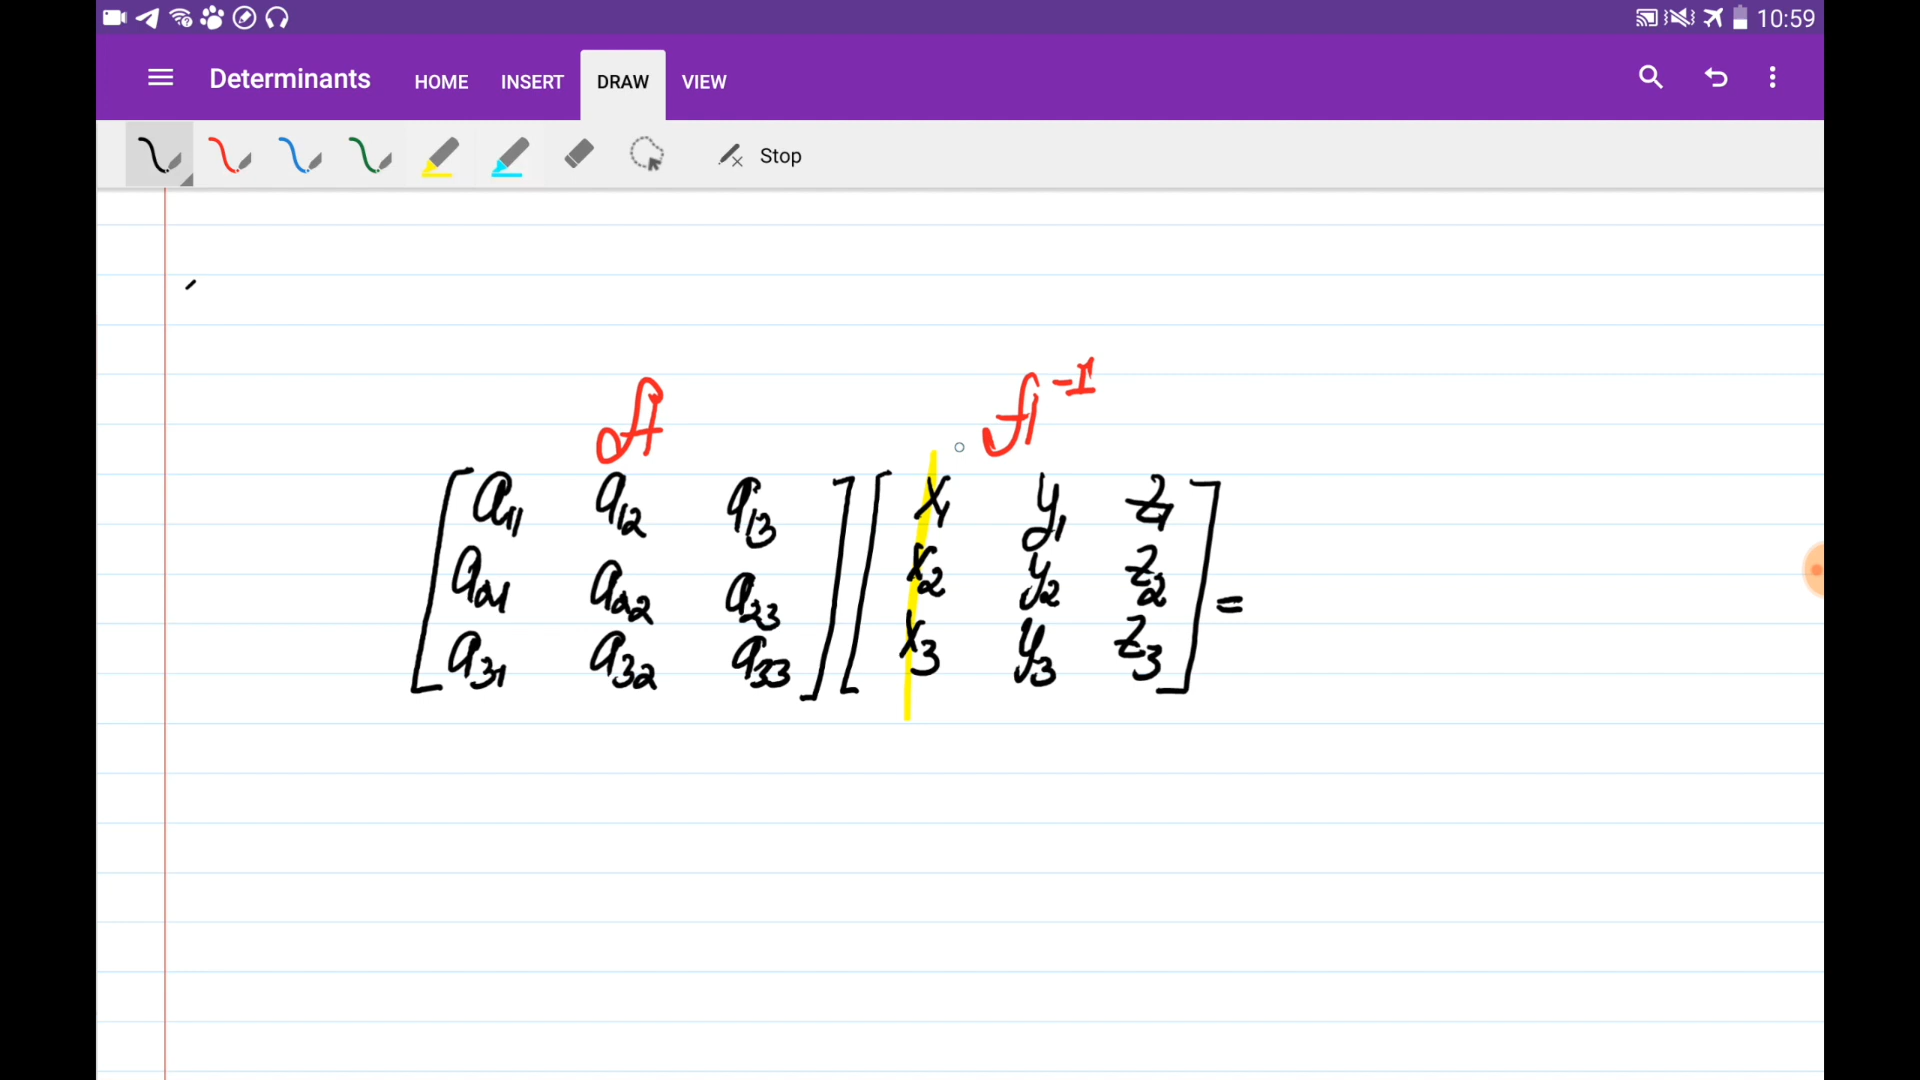 10:59
Determinants HOME INSERT DRAW VIEW
Stop
A A⁻¹
[a₁₁ a₁₂ a₁₃] [x₁ y₁ z₁]
[a₂₁ a₂₂ a₂₃] [x₂ y₂ z₂] =
[a₃₁ a₃₂ a₃₃] [x₃ y₃ z₃]